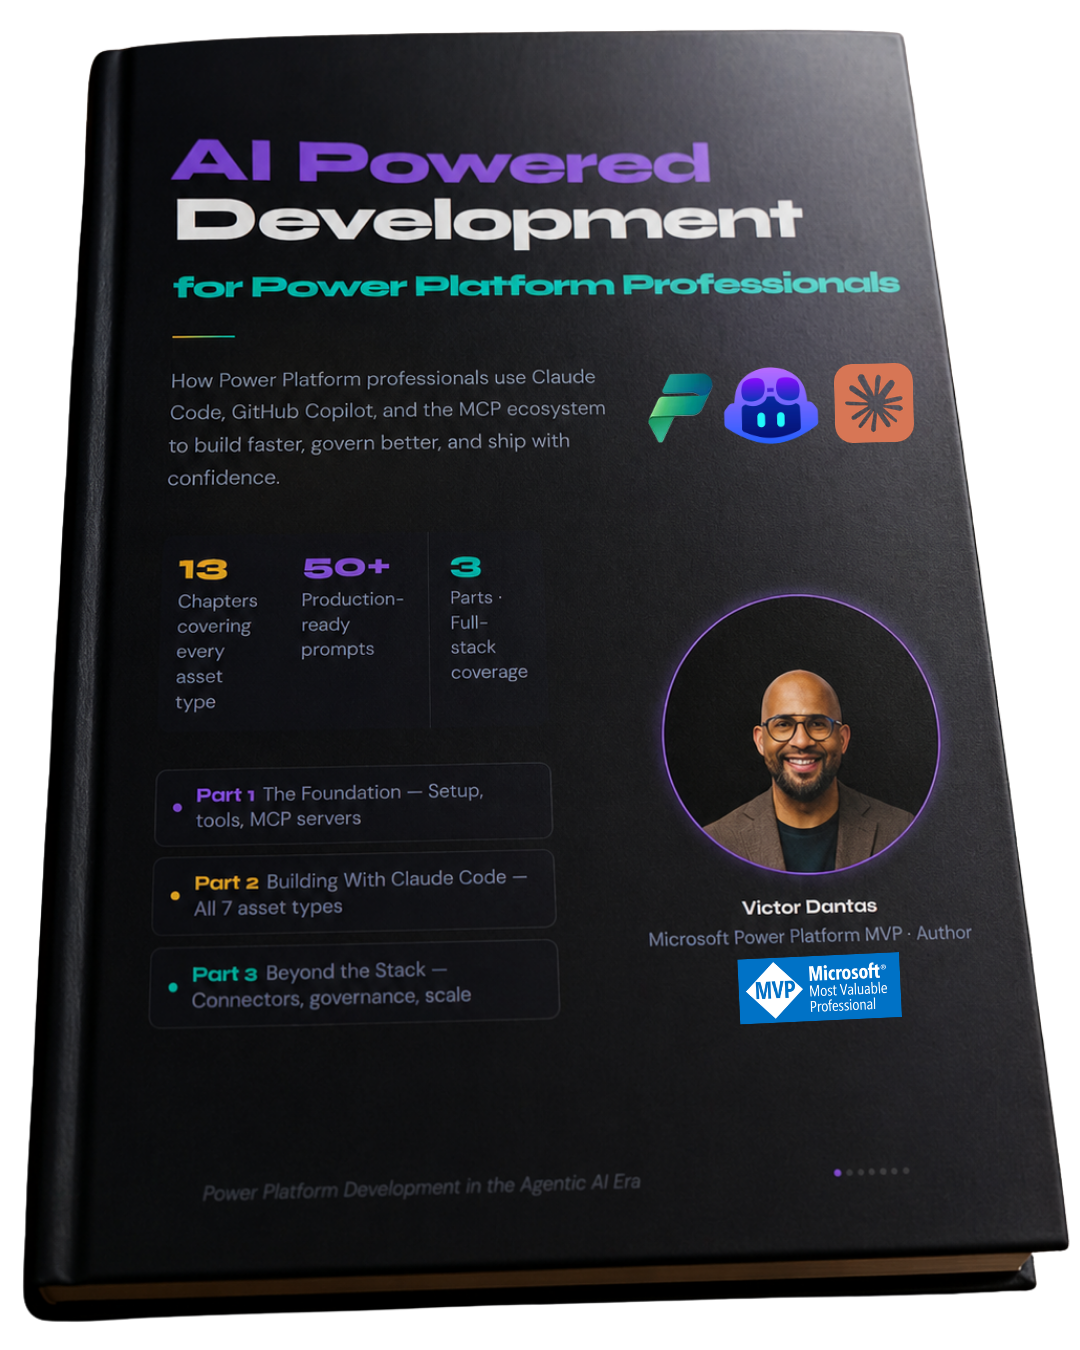 AI Powered
Development
for Power Platform Professionals
How Power Platform professionals use Claude
Code, GitHub Copilot, and the MCP ecosystem
to build faster, govern better, and ship with
confidence.
13
Chapters
covering
every
asset
type
50+
Production-
ready
prompts
3
Parts ·
Full-
stack
coverage
Part 1 The Foundation — Setup,
tools, MCP servers
Part 2 Building With Claude Code —
All 7 asset types
Part 3 Beyond the Stack —
Connectors, governance, scale
Victor Dantas
Microsoft Power Platform MVP · Author
MVP
Microsoft®
Most Valuable
Professional
Power Platform Development in the Agentic AI Era